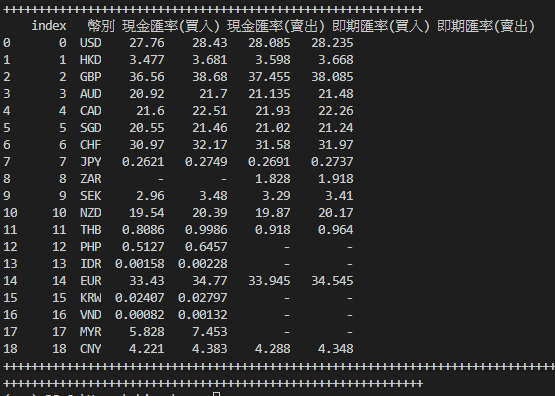 +++++++++++++++++++++++++++++++++++++++++++++++++++++++++++
index 幣別 現金匯率(買入) 現金匯率(賣出) 即期匯率(買入) 即期匯率(賣出)
0 0 USD 27.76 28.43 28.085 28.235
1 1 HKD 3.477 3.681 3.598 3.668
2 2 GBP 36.56 38.68 37.455 38.085
3 3 AUD 20.92 21.7 21.135 21.48
4 4 CAD 21.6 22.51 21.93 22.26
5 5 SGD 20.55 21.46 21.02 21.24
6 6 CHF 30.97 32.17 31.58 31.97
7 7 JPY 0.2621 0.2749 0.2691 0.2737
8 8 ZAR - - 1.828 1.918
9 9 SEK 2.96 3.48 3.29 3.41
10 10 NZD 19.54 20.39 19.87 20.17
11 11 THB 0.8086 0.9986 0.918 0.964
12 12 PHP 0.5127 0.6457 - -
13 13 IDR 0.00158 0.00228 - -
14 14 EUR 33.43 34.77 33.945 34.545
15 15 KRW 0.02407 0.02797 - -
16 16 VND 0.00082 0.00132 - -
17 17 MYR 5.828 7.453 - -
18 18 CNY 4.221 4.383 4.288 4.348
++++++++++++++++++++++++++++++++++++++++++++++++++++++++++++++++++++++++++++++
+++++++++++++++++++++++++++++++++++++++++++++++++++++++++++